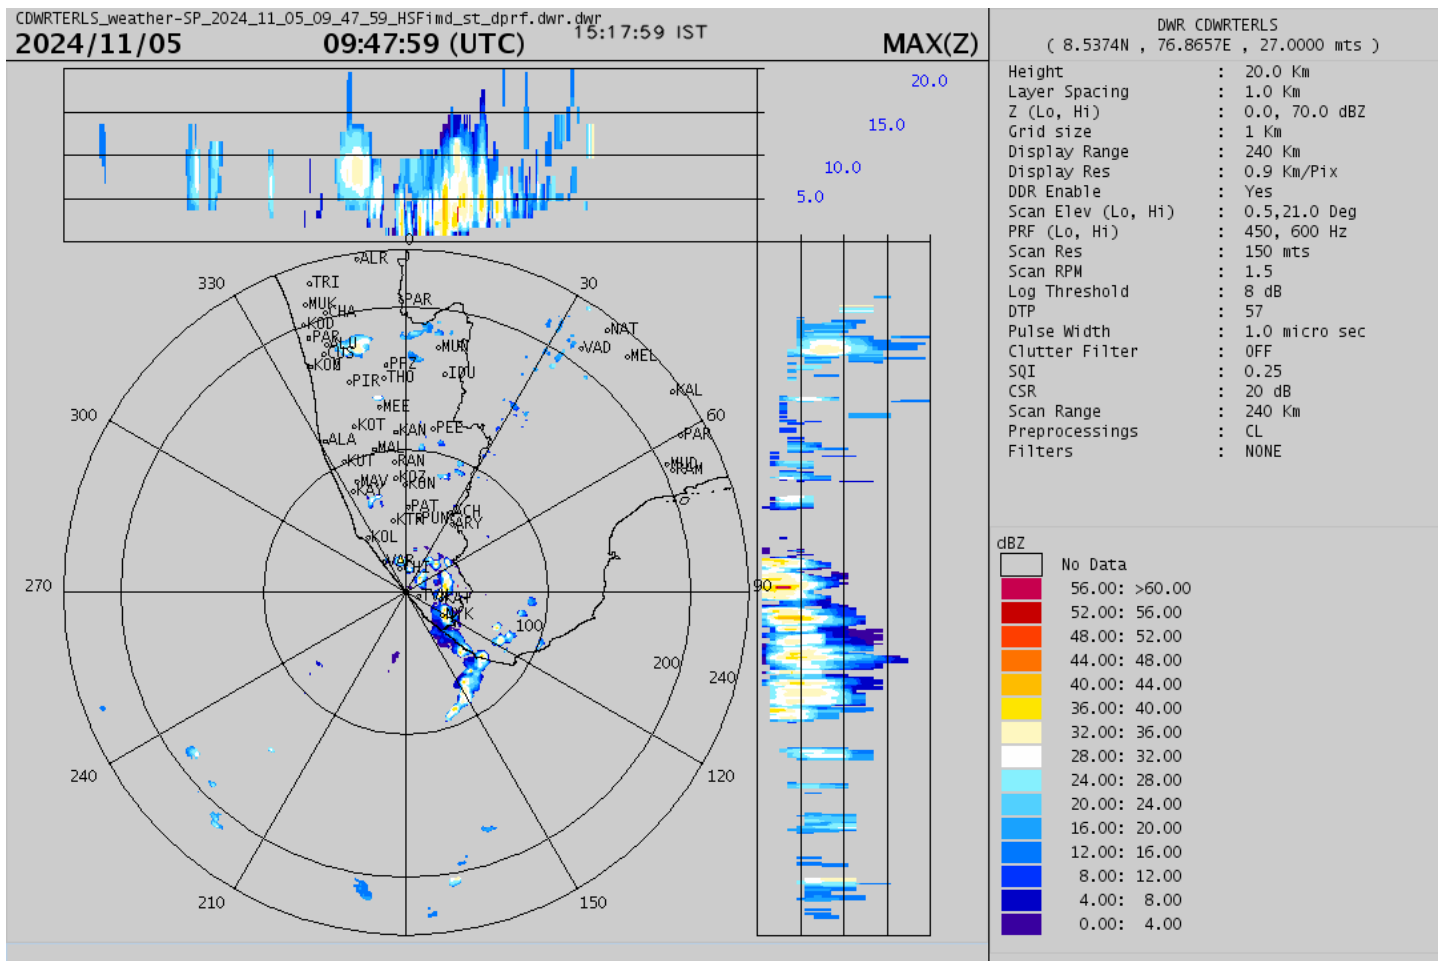 CDWRTERLS_weather-SP_2024_11_05_09_47_59_HSFimd_st_dprf.dwr.dwr
2024/11/05 09:47:59 (UTC) 15:17:59 IST MAX(Z)
20.0
15.0
10.0
5.0
0
330
30
300
60
270
90
240
120
210
150
100
200
240
ALR
TRI
PAR
MUK
CHA
KOD
NAT
PAR
ALU
MUN
VAD
CUS
MEL
KON
PFZ
PIR
THO
IDU
KAL
MEE
KOT
KAN
PEE
PAR
ALA
MAL
KUT
RAN
MUD
RAM
MAV
KOZ
KON
KAY
PAT
ACH
KTR
PUN
ARY
KOL
VAR
DWR CDWRTERLS
( 8.5374N , 76.8657E , 27.0000 mts )
Height : 20.0 Km
Layer Spacing : 1.0 Km
Z (Lo, Hi) : 0.0, 70.0 dBZ
Grid size : 1 Km
Display Range : 240 Km
Display Res : 0.9 Km/Pix
DDR Enable : Yes
Scan Elev (Lo, Hi) : 0.5,21.0 Deg
PRF (Lo, Hi) : 450, 600 Hz
Scan Res : 150 mts
Scan RPM : 1.5
Log Threshold : 8 dB
DTP : 57
Pulse Width : 1.0 micro sec
Clutter Filter : OFF
SQI : 0.25
CSR : 20 dB
Scan Range : 240 Km
Preprocessings : CL
Filters : NONE
dBZ
No Data
56.00: >60.00
52.00: 56.00
48.00: 52.00
44.00: 48.00
40.00: 44.00
36.00: 40.00
32.00: 36.00
28.00: 32.00
24.00: 28.00
20.00: 24.00
16.00: 20.00
12.00: 16.00
8.00: 12.00
4.00: 8.00
0.00: 4.00